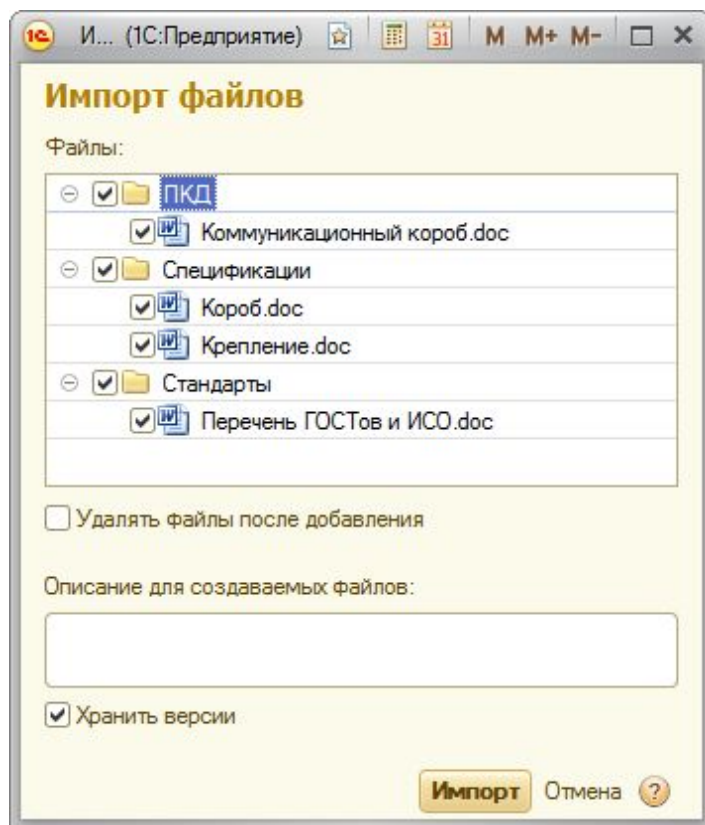 И... (1С:Предприятие) 31 M M+ M-
Импорт файлов
Файлы:
ПКД
Коммуникационный короб.doc
Спецификации
Короб.doc
Крепление.doc
Стандарты
Перечень ГОСТов и ИСО.doc
Удалять файлы после добавления
Описание для создаваемых файлов:
Хранить версии
Импорт Отмена ?